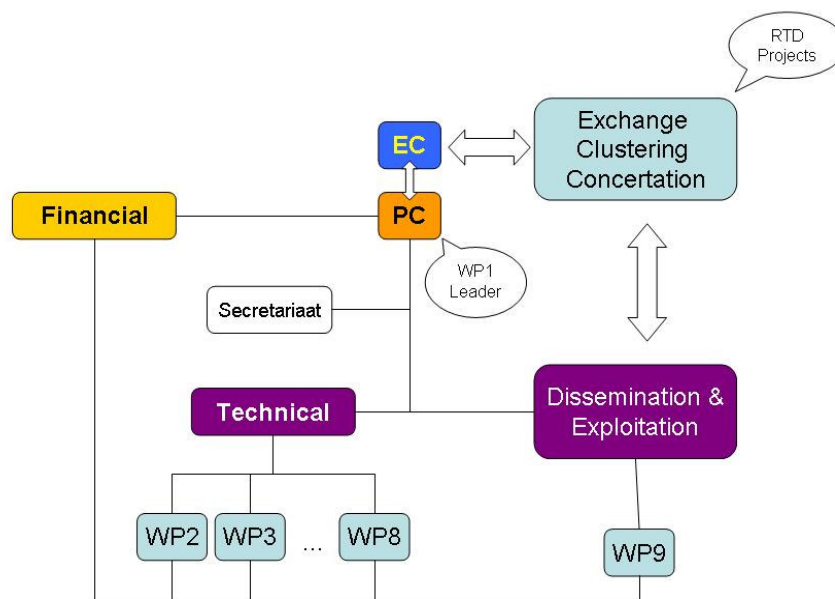 RTD
Projects
Exchange
Clustering
Concertation
EC
Financial
PC
WP1
Leader
Secretariaat
Technical
Dissemination &
Exploitation
WP2
WP3
...
WP8
WP9